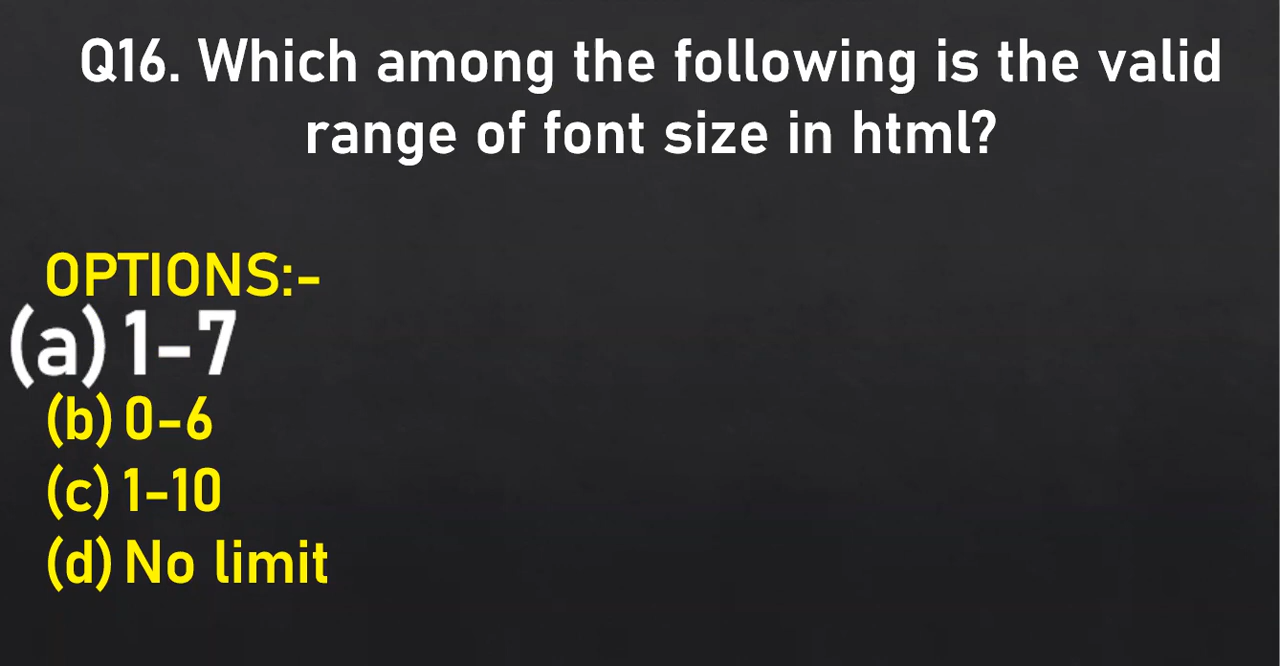 Q16. Which among the following is the valid
range of font size in html?
OPTIONS:-
(a) 1-7
(b) 0-6
(c) 1-10
(d) No limit